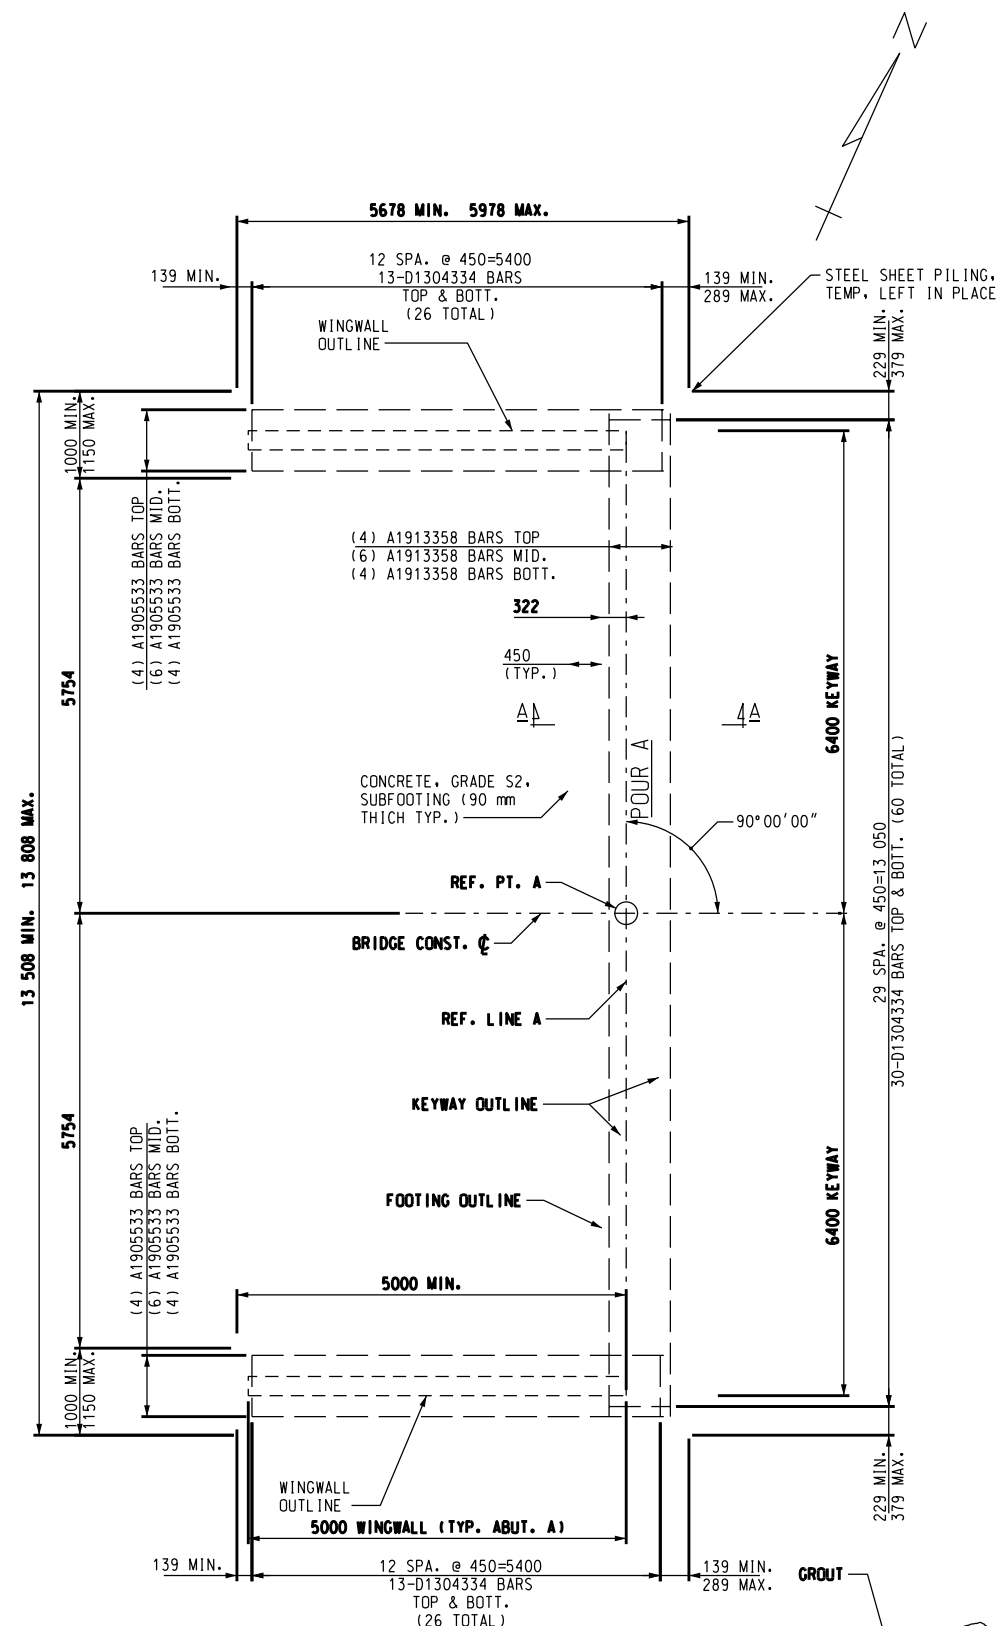 N
5678 MIN. 5978 MAX.
12 SPA. @ 450=5400
13-D1304334 BARS
TOP & BOTT.
(26 TOTAL)
139 MIN.
139 MIN.
289 MAX.
STEEL SHEET PILING,
TEMP, LEFT IN PLACE
WINGWALL
OUTLINE
229 MIN.
379 MAX.
1000 MIN.
1150 MAX.
(4) A1905533 BARS TOP
(6) A1905533 BARS MID.
(4) A1905533 BARS BOTT.
(4) A1913358 BARS TOP
(6) A1913358 BARS MID.
(4) A1913358 BARS BOTT.
322
450
(TYP.)
5754
6400 KEYWAY
A
A
POUR A
CONCRETE, GRADE S2,
SUBFOOTING (90 mm
THICH TYP.)
90°00'00"
13 508 MIN. 13 808 MAX.
29 SPA. @ 450=13 050
30-D1304334 BARS TOP & BOTT. (60 TOTAL)
REF. PT. A
BRIDGE CONST. ℄
REF. LINE A
KEYWAY OUTLINE
5754
(4) A1905533 BARS TOP
(6) A1905533 BARS MID.
(4) A1905533 BARS BOTT.
FOOTING OUTLINE
6400 KEYWAY
5000 MIN.
1000 MIN.
1150 MAX.
WINGWALL
OUTLINE
229 MIN.
379 MAX.
5000 WINGWALL (TYP. ABUT. A)
139 MIN.
12 SPA. @ 450=5400
13-D1304334 BARS
TOP & BOTT.
(26 TOTAL)
139 MIN.
289 MAX.
GROUT